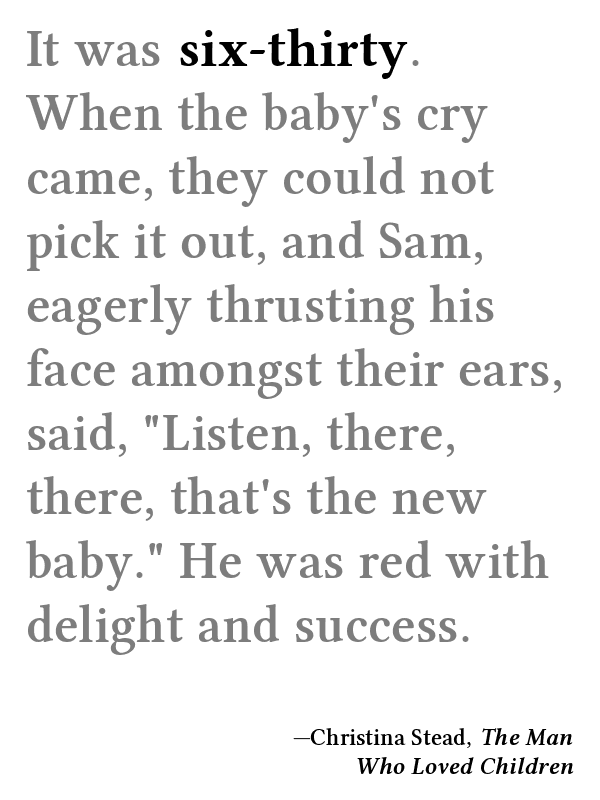 It was six-thirty.
When the baby's cry
came, they could not
pick it out, and Sam,
eagerly thrusting his
face amongst their ears,
said, "Listen, there,
there, that's the new
baby." He was red with
delight and success.
—Christina Stead, The Man
Who Loved Children